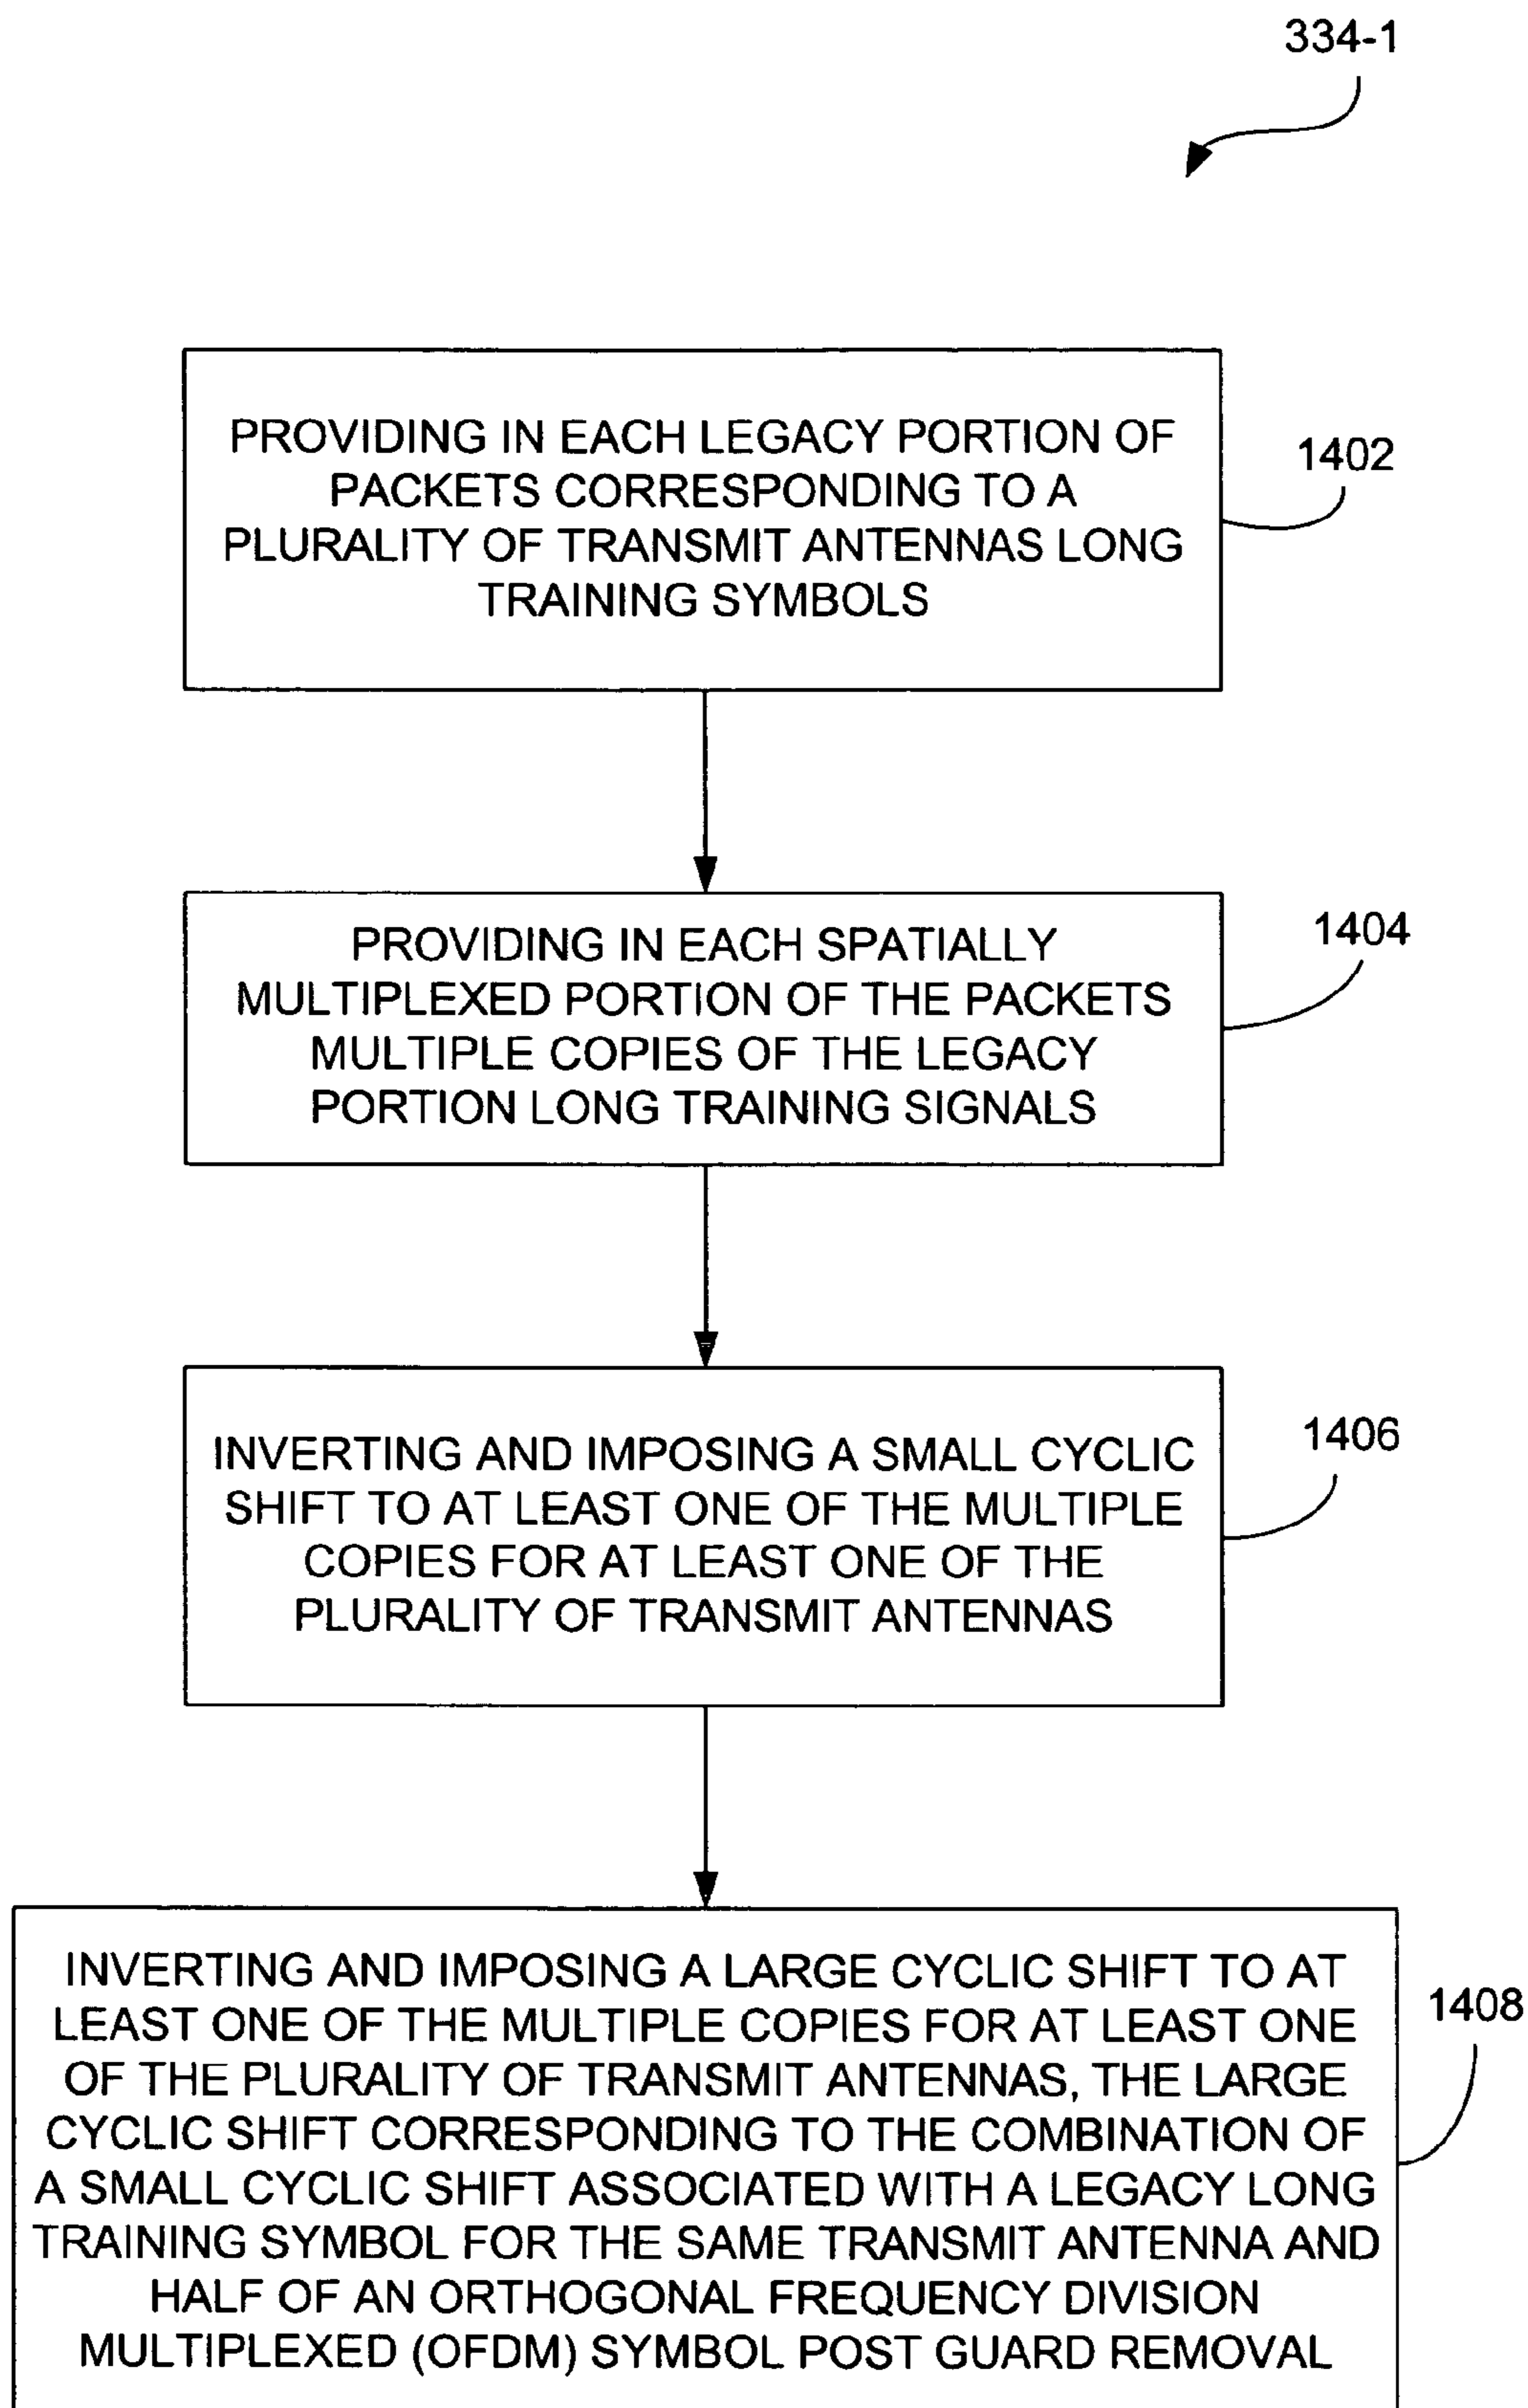 334-1
PROVIDING IN EACH LEGACY PORTION OF
PACKETS CORRESPONDING TO A
PLURALITY OF TRANSMIT ANTENNAS LONG
TRAINING SYMBOLS
1402
PROVIDING IN EACH SPATIALLY
MULTIPLEXED PORTION OF THE PACKETS
MULTIPLE COPIES OF THE LEGACY
PORTION LONG TRAINING SIGNALS
1404
INVERTING AND IMPOSING A SMALL CYCLIC
SHIFT TO AT LEAST ONE OF THE MULTIPLE
COPIES FOR AT LEAST ONE OF THE
PLURALITY OF TRANSMIT ANTENNAS
1406
INVERTING AND IMPOSING A LARGE CYCLIC SHIFT TO AT
LEAST ONE OF THE MULTIPLE COPIES FOR AT LEAST ONE
OF THE PLURALITY OF TRANSMIT ANTENNAS, THE LARGE
CYCLIC SHIFT CORRESPONDING TO THE COMBINATION OF
A SMALL CYCLIC SHIFT ASSOCIATED WITH A LEGACY LONG
TRAINING SYMBOL FOR THE SAME TRANSMIT ANTENNA AND
HALF OF AN ORTHOGONAL FREQUENCY DIVISION
MULTIPLEXED (OFDM) SYMBOL POST GUARD REMOVAL
1408